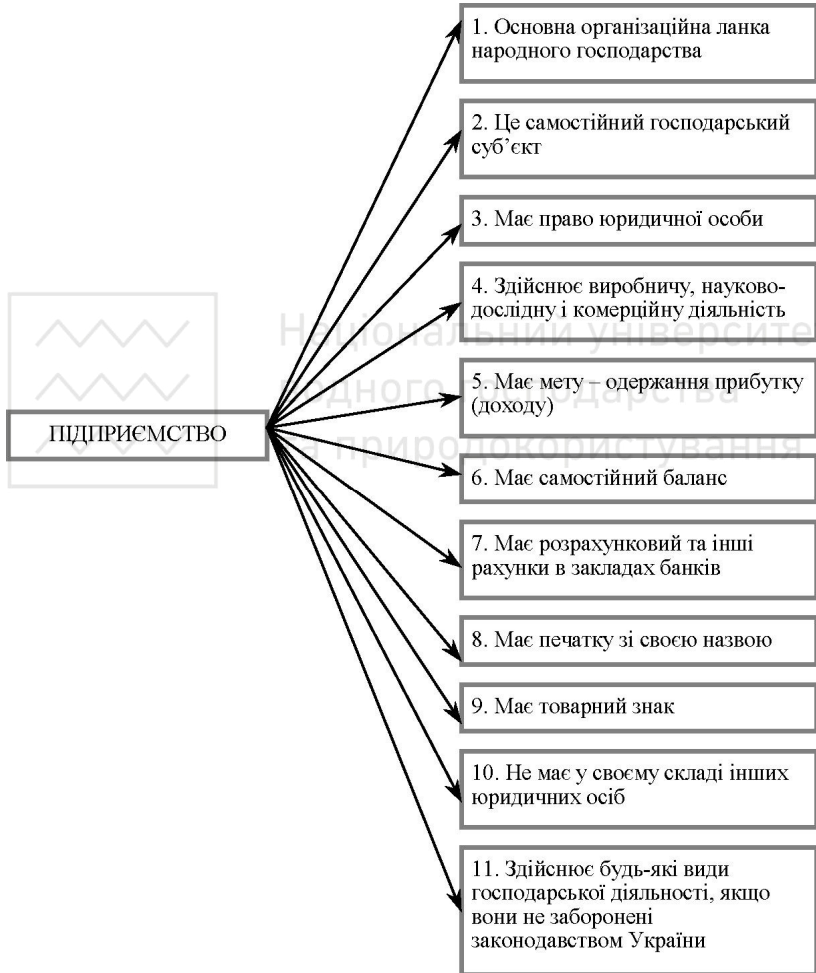 1. Основна організаційна ланка
народного господарства
2. Це самостійний господарський
суб’єкт
3. Має право юридичної особи
4. Здійснює виробничу, науково-
дослідну і комерційну діяльність
Національний університе
водного господарства
та природокористування
5. Має мету – одержання прибутку
(доходу)
ПІДПРИЄМСТВО
6. Має самостійний баланс
7. Має розрахунковий та інші
рахунки в закладах банків
8. Має печатку зі своєю назвою
9. Має товарний знак
10. Не має у своєму складі інших
юридичних осіб
11. Здійснює будь-які види
господарської діяльності, якщо
вони не заборонені
законодавством України